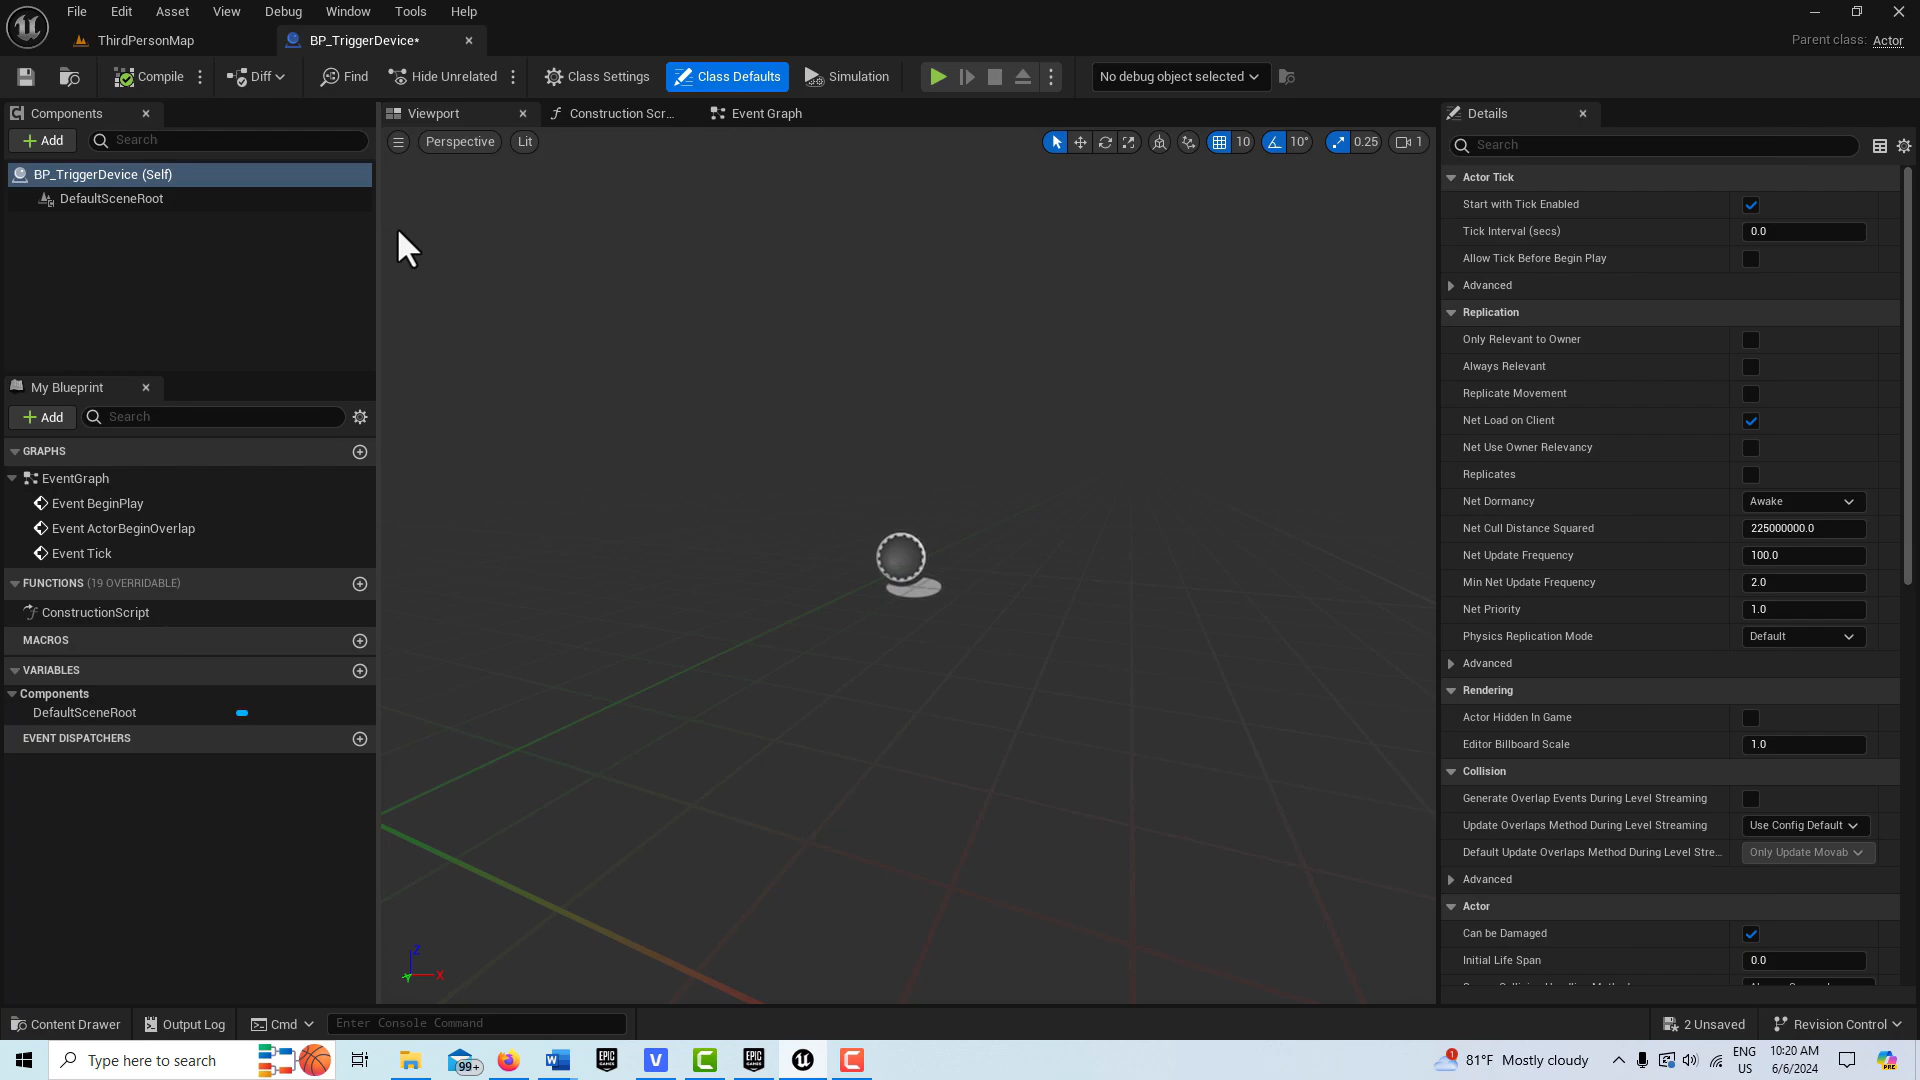 File Edit Asset View Debug Window Tools Help
ThirdPersonMap
BP_TriggerDevice*
Parent class: Actor
Compile
Diff
Find
Hide Unrelated
Class Settings
Class Defaults
Simulation
No debug object selected
Components
Add
Search
BP_TriggerDevice (Self)
DefaultSceneRoot
My Blueprint
Add
Search
GRAPHS
EventGraph
Event BeginPlay
Event ActorBeginOverlap
Event Tick
FUNCTIONS (19 OVERRIDABLE)
ConstructionScript
MACROS
VARIABLES
Components
DefaultSceneRoot
EVENT DISPATCHERS
Viewport
Construction Scr...
Event Graph
Perspective
Lit
10
10°
0.25
1
Z
X
Y
Details
Search
Actor Tick
Start with Tick Enabled
Tick Interval (secs) 0.0
Allow Tick Before Begin Play
Advanced
Replication
Only Relevant to Owner
Always Relevant
Replicate Movement
Net Load on Client
Net Use Owner Relevancy
Replicates
Net Dormancy Awake
Net Cull Distance Squared 225000000.0
Net Update Frequency 100.0
Min Net Update Frequency 2.0
Net Priority 1.0
Physics Replication Mode Default
Advanced
Rendering
Actor Hidden In Game
Editor Billboard Scale 1.0
Collision
Generate Overlap Events During Level Streaming
Update Overlaps Method During Level Streaming Use Config Default
Default Update Overlaps Method During Level Stre... Only Update Movab
Advanced
Actor
Can be Damaged
Initial Life Span 0.0
Content Drawer
Output Log
Cmd
Enter Console Command
2 Unsaved
Revision Control
Type here to search
99+
EPIC GAMES
V
EPIC GAMES
1
81°F Mostly cloudy
ENG
US
10:20 AM
6/6/2024
PRE